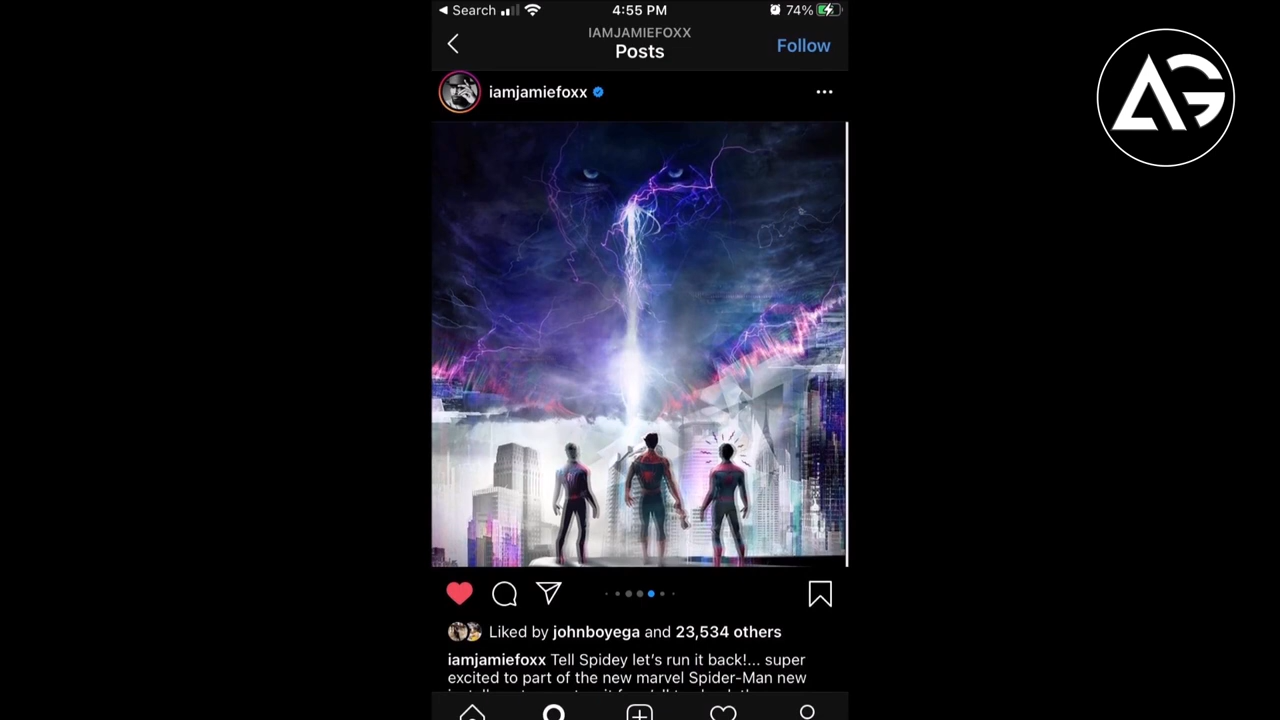 Search
4:55 PM
74%
IAMJAMIEFOXX
Posts
Follow
AG
iamjamiefoxx
Liked by johnboyega and 23,534 others
iamjamiefoxx Tell Spidey let's run it back!... super
excited to part of the new marvel Spider-Man new